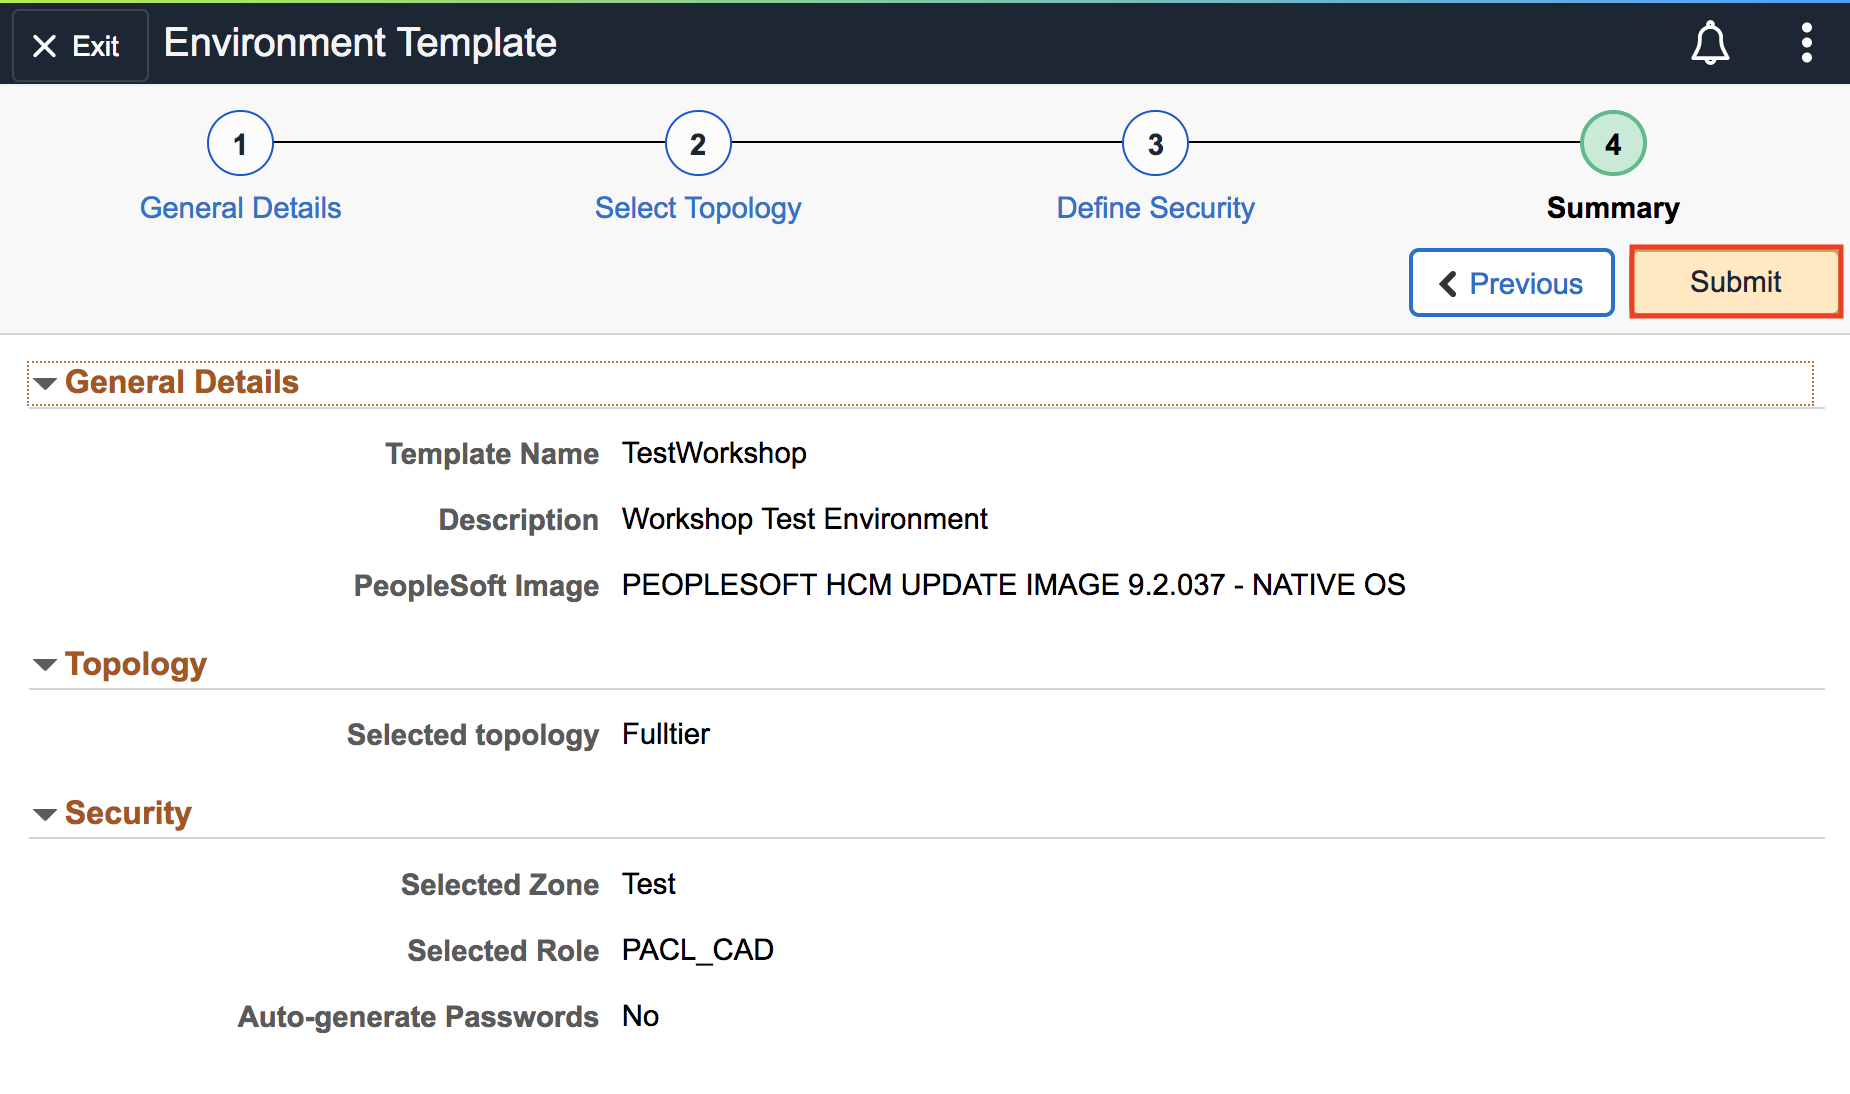 Exit
Environment Template
1
2
3
4
General Details
Select Topology
Define Security
Summary
Previous
Submit
General Details
Template Name TestWorkshop
Description Workshop Test Environment
PeopleSoft Image PEOPLESOFT HCM UPDATE IMAGE 9.2.037 - NATIVE OS
Topology
Selected topology Fulltier
Security
Selected Zone Test
Selected Role PACL_CAD
Auto-generate Passwords No